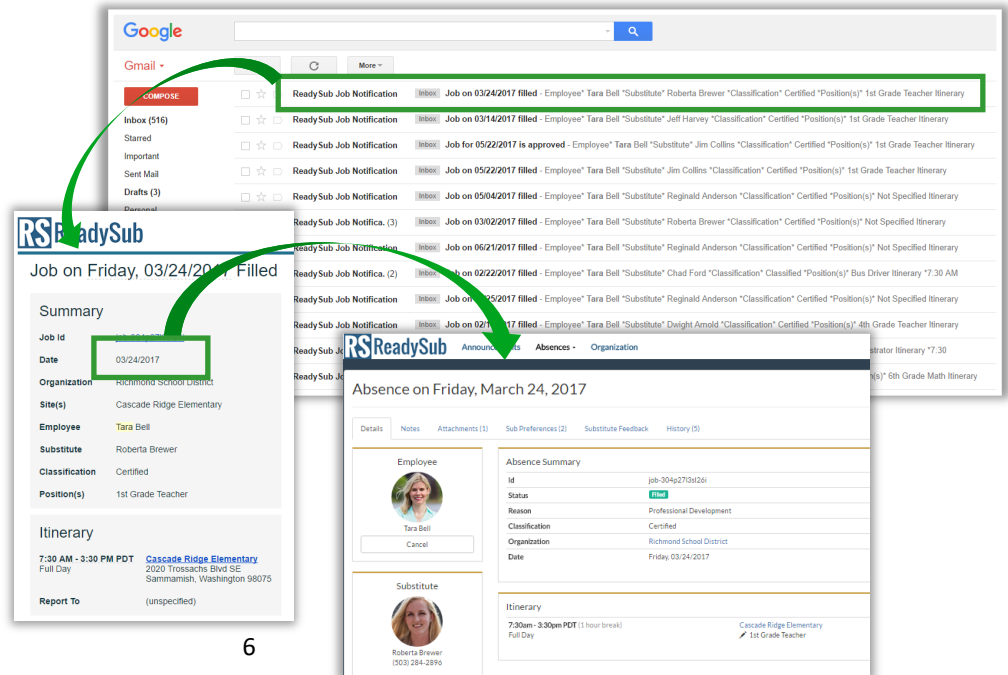 Google
Gmail
More
COMPOSE
Inbox (516)
Starred
Important
Sent Mail
Drafts (3)
Personal
ReadySub Job Notification Inbox Job on 03/24/2017 filled - Employee* Tara Bell *Substitute* Roberta Brewer *Classification* Certified *Position(s)* 1st Grade Teacher Itinerary
ReadySub Job Notification Inbox Job on 03/14/2017 filled - Employee* Tara Bell *Substitute* Jeff Harvey *Classification* Certified *Position(s)* 1st Grade Teacher Itinerary
ReadySub Job Notification Inbox Job for 05/22/2017 is approved - Employee* Tara Bell *Substitute* Jim Collins *Classification* Certified *Position(s)* 1st Grade Teacher Itinerary
ReadySub Job Notification Inbox Job on 05/22/2017 filled - Employee* Tara Bell *Substitute* Jim Collins *Classification* Certified *Position(s)* 1st Grade Teacher Itinerary
ReadySub Job Notification Inbox Job on 05/04/2017 filled - Employee* Tara Bell *Substitute* Reginald Anderson *Classification* Certified *Position(s)* Not Specified Itinerary
ReadySub Job Notifica. (3) Inbox Job on 03/02/2017 filled - Employee* Tara Bell *Substitute* Roberta Brewer *Classification* Certified *Position(s)* Not Specified Itinerary
ReadySub Job Notification Inbox Job on 06/21/2017 filled - Employee* Tara Bell *Substitute* Reginald Anderson *Classification* Certified *Position(s)* Not Specified Itinerary
ReadySub Job Notifica. (2) Inbox Job on 02/22/2017 filled - Employee* Tara Bell *Substitute* Chad Ford *Classification* Classified *Position(s)* Bus Driver Itinerary *7:30 AM
ReadySub Job Notification Inbox Job on /25/2017 filled - Employee* Tara Bell *Substitute* Reginald Anderson *Classification* Certified *Position(s)* Not Specified Itinerary
ReadySub Job Notification Inbox Job on 02/1 2017 filled - Employee* Tara Bell *Substitute* Dwight Arnold *Classification* Certified *Position(s)* 4th Grade Teacher Itinerary
ReadySub Jo strator Itinerary *7:30
ReadySub Jo n(s)* 6th Grade Math Itinerary
RS ReadySub
Job on Friday, 03/24/2017 Filled
Summary
Job Id
Date 03/24/2017
Organization Richmond School District
Site(s) Cascade Ridge Elementary
Employee Tara Bell
Substitute Roberta Brewer
Classification Certified
Position(s) 1st Grade Teacher
Itinerary
7:30 AM - 3:30 PM PDT Cascade Ridge Elementary
Full Day 2020 Trossachs Blvd SE
Sammamish, Washington 98075
Report To (unspecified)
RS ReadySub Announcements Absences Organization
Absence on Friday, March 24, 2017
Details Notes Attachments (1) Sub Preferences (2) Substitute Feedback History (5)
Employee
Tara Bell
Cancel
Substitute
Roberta Brewer
(503) 284-2896
Absence Summary
Id job-304p27l3sl26i
Status Filled
Reason Professional Development
Classification Certified
Organization Richmond School District
Date Friday, 03/24/2017
Itinerary
7:30am - 3:30pm PDT (1 hour break) Cascade Ridge Elementary
Full Day 1st Grade Teacher
6